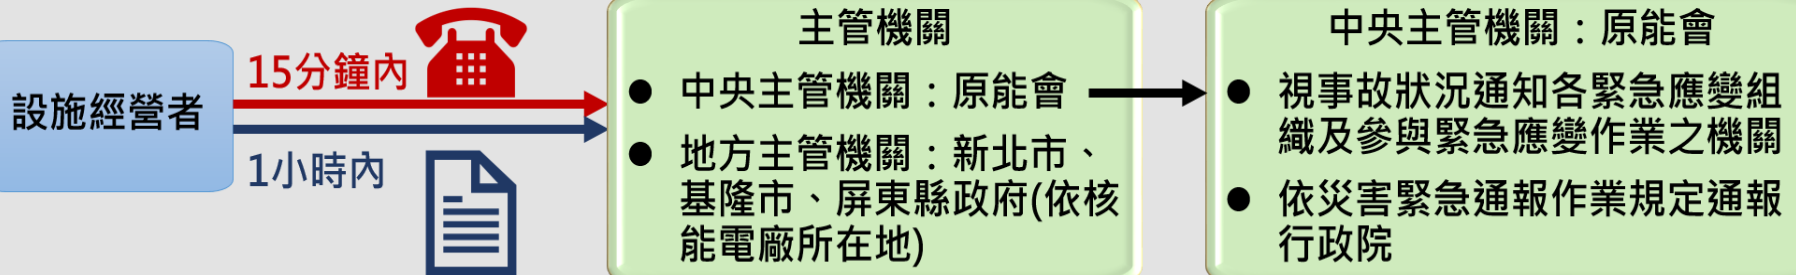 設施經營者
15分鐘內
1小時內
主管機關
● 中央主管機關：原能會
● 地方主管機關：新北市、
基隆市、屏東縣政府(依核
能電廠所在地)
中央主管機關：原能會
● 視事故狀況通知各緊急應變組
織及參與緊急應變作業之機關
● 依災害緊急通報作業規定通報
行政院